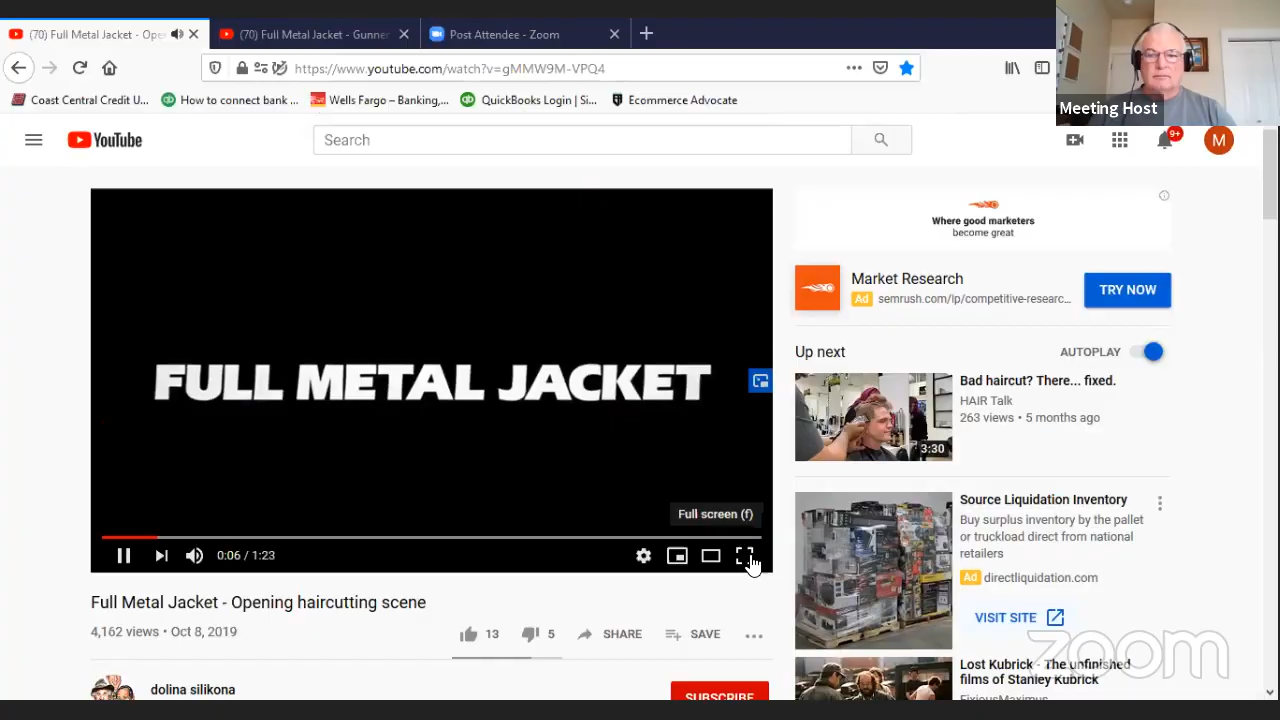 (70) Full Metal Jacket - Ope
(70) Full Metal Jacket - Gunner
Post Attendee - Zoom
https://www.youtube.com/watch?v=gMMW9M-VPQ4
Coast Central Credit U...
How to connect bank ...
Wells Fargo – Banking,...
QuickBooks Login | Si...
Ecommerce Advocate
Meeting Host
YouTube
Search
9+
M
FULL METAL JACKET
Full screen (f)
0:06 / 1:23
Full Metal Jacket - Opening haircutting scene
4,162 views • Oct 8, 2019
13
5
SHARE
SAVE
dolina silikona
SUBSCRIBE
Where good marketers
become great
Market Research
Ad semrush.com/lp/competitive-researc...
TRY NOW
Up next
AUTOPLAY
3:30
Bad haircut? There... fixed.
HAIR Talk
263 views • 5 months ago
Source Liquidation Inventory
Buy surplus inventory by the pallet
or truckload direct from national
retailers
Ad directliquidation.com
VISIT SITE
Lost Kubrick - The unfinished
films of Stanley Kubrick
FixiousMaximus
zoom